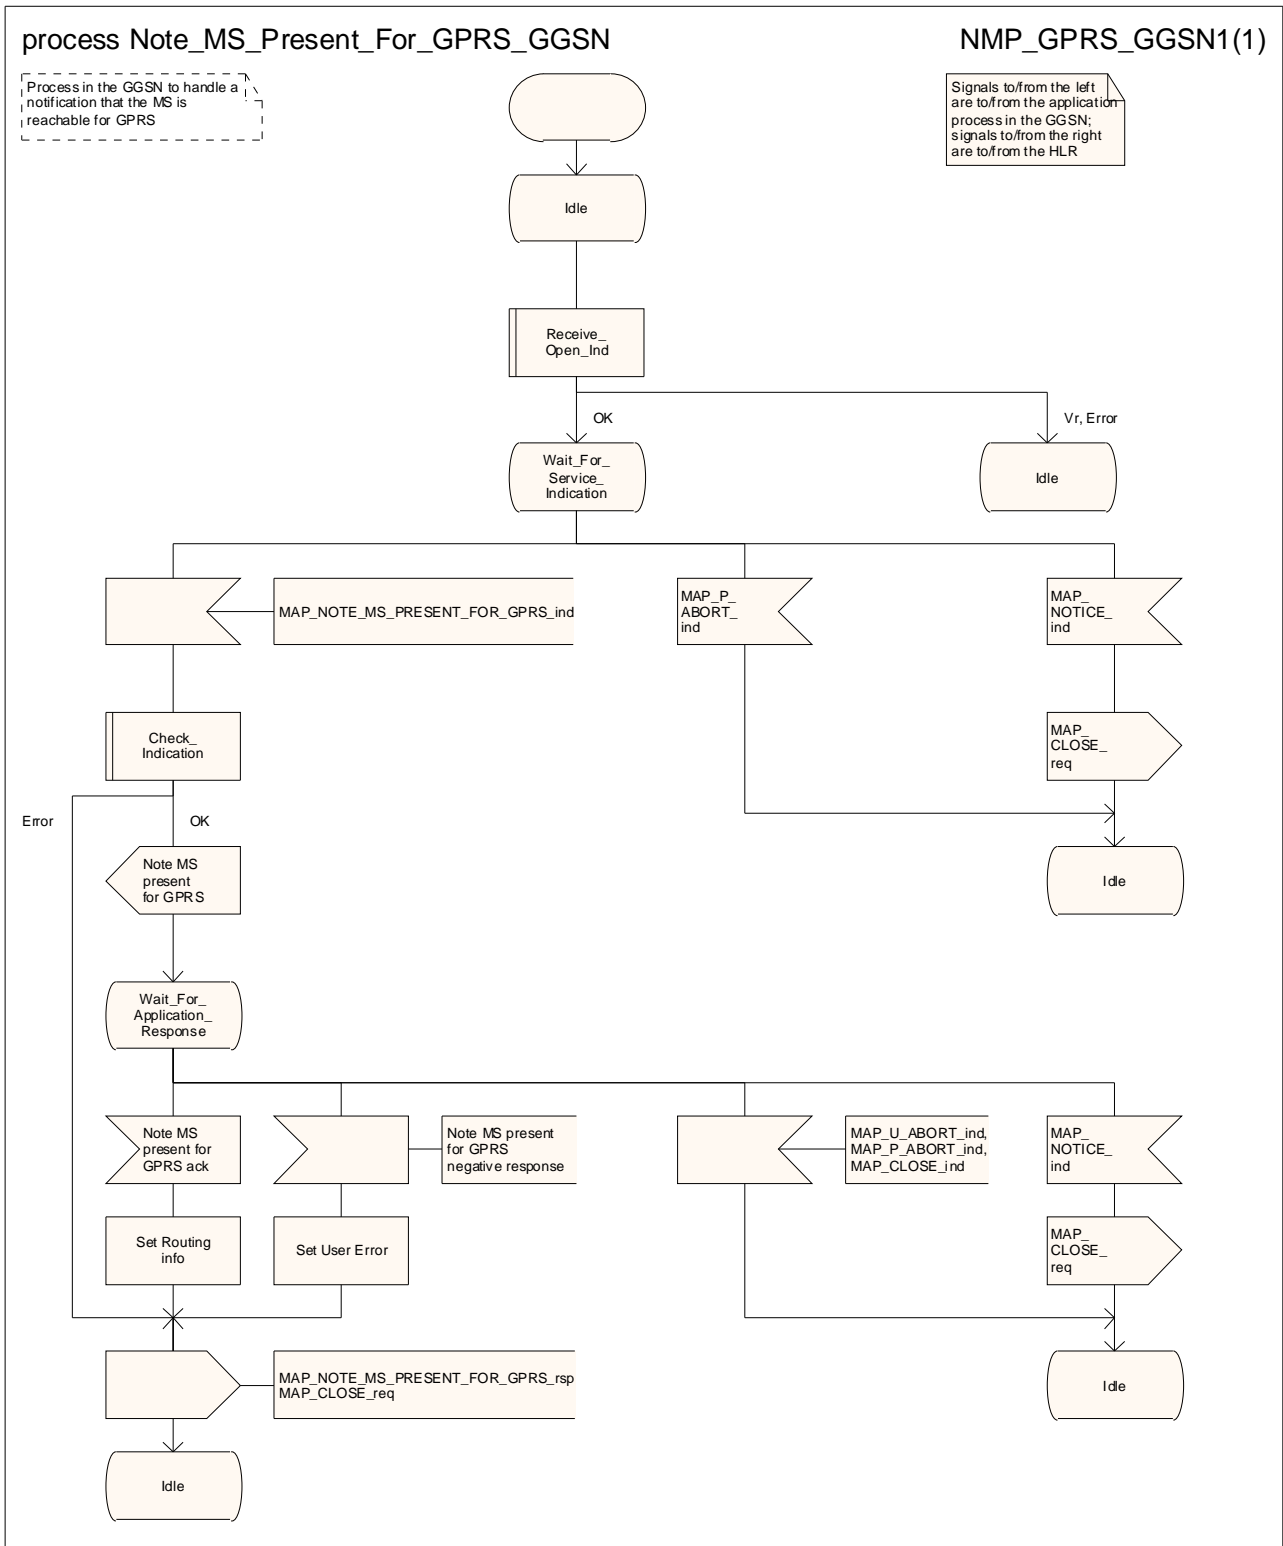 process Note_MS_Present_For_GPRS_GGSN
NMP_GPRS_GGSN1(1)
Process in the GGSN to handle a
notification that the MS is
reachable for GPRS
Signals to/from the left
are to/from the application
process in the GGSN;
signals to/from the right
are to/from the HLR
Idle
Receive_
Open_Ind
OK
Vr, Error
Wait_For_
Service_
Indication
Idle
MAP_NOTE_MS_PRESENT_FOR_GPRS_ind
MAP_P_
ABORT_
ind
MAP_
NOTICE_
ind
Check_
Indication
MAP_
CLOSE_
req
Error
OK
Note MS
present
for GPRS
Idle
Wait_For_
Application_
Response
Note MS
present for
GPRS ack
Note MS present
for GPRS
negative response
MAP_U_ABORT_ind,
MAP_P_ABORT_ind,
MAP_CLOSE_ind
MAP_
NOTICE_
ind
Set Routing
info
Set User Error
MAP_
CLOSE_
req
MAP_NOTE_MS_PRESENT_FOR_GPRS_rsp
MAP_CLOSE_req
Idle
Idle